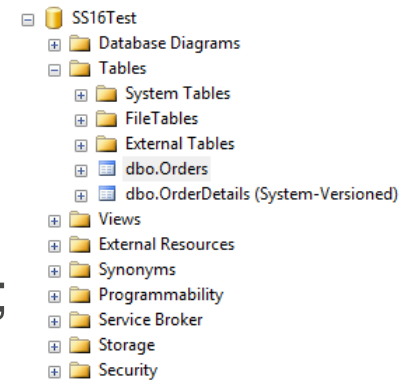 SS16Test
Database Diagrams
Tables
System Tables
FileTables
External Tables
dbo.Orders
dbo.OrderDetails (System-Versioned)
Views
External Resources
Synonyms
Programmability
;
Service Broker
Storage
Security